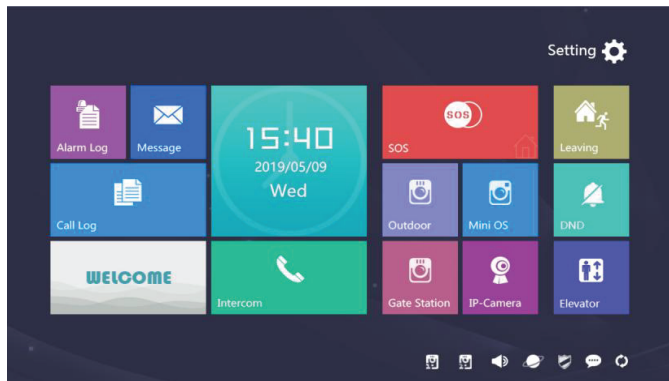 Setting
Alarm Log
Message
15:40
2019/05/09
Wed
SOS
SOS
Leaving
Call Log
Outdoor
Mini OS
DND
WELCOME
Intercom
Gate Station
IP-Camera
Elevator